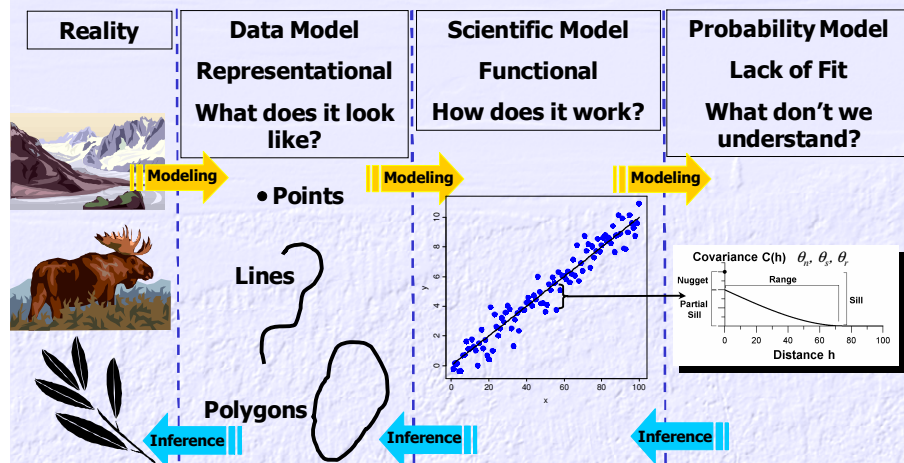 Reality
Data Model
Representational
What does it look
like?
Scientific Model
Functional
How does it work?
Probability Model
Lack of Fit
What don't we
understand?
Modeling
Modeling
Modeling
• Points
Lines
Polygons
y
0 2 4 6 8 10
0 20 40 60 80 100
x
Covariance C(h) θn, θs, θr
Nugget
Range
Partial
Sill
Sill
0 20 40 60 80 100
Distance h
Inference
Inference
Inference